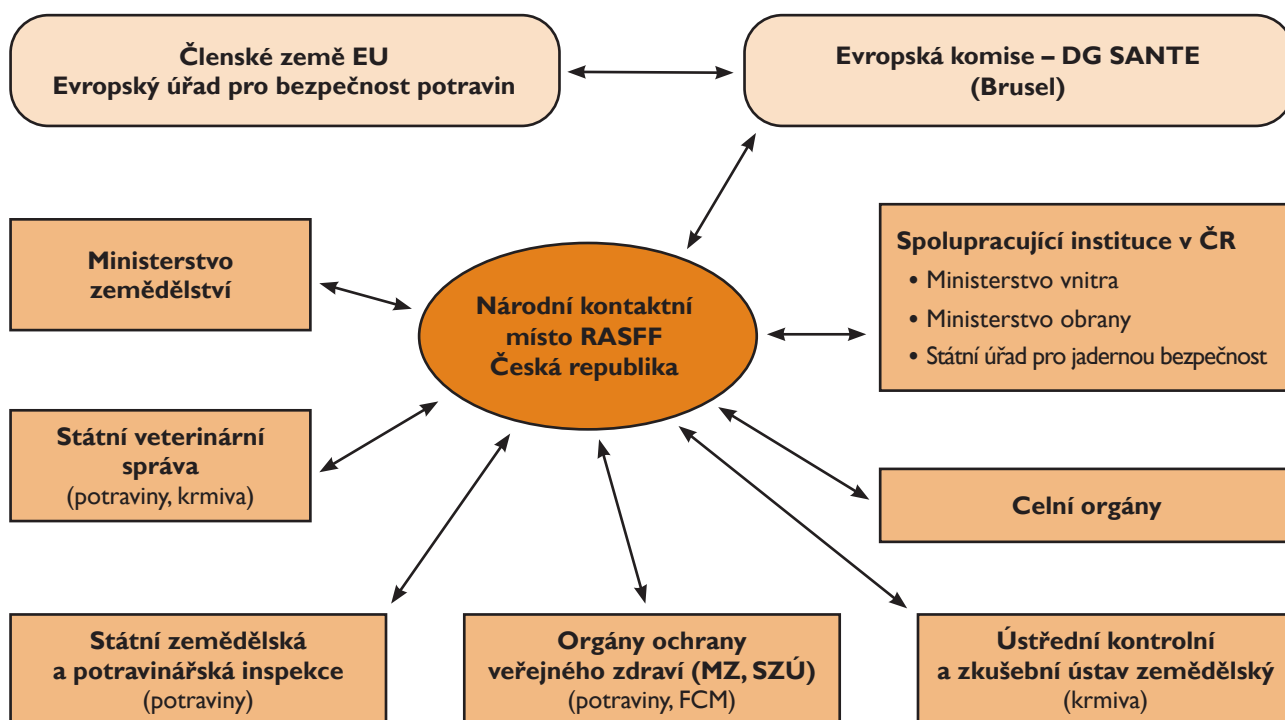 Členské země EU
Evropský úřad pro bezpečnost potravin
Evropská komise – DG SANTE
(Brusel)
Ministerstvo
zemědělství
Národní kontaktní
místo RASFF
Česká republika
Spolupracující instituce v ČR
• Ministerstvo vnitra
• Ministerstvo obrany
• Státní úřad pro jadernou bezpečnost
Státní veterinární
správa
(potraviny, krmiva)
Celní orgány
Státní zemědělská
a potravinářská inspekce
(potraviny)
Orgány ochrany
veřejného zdraví (MZ, SZÚ)
(potraviny, FCM)
Ústřední kontrolní
a zkušební ústav zemědělský
(krmiva)